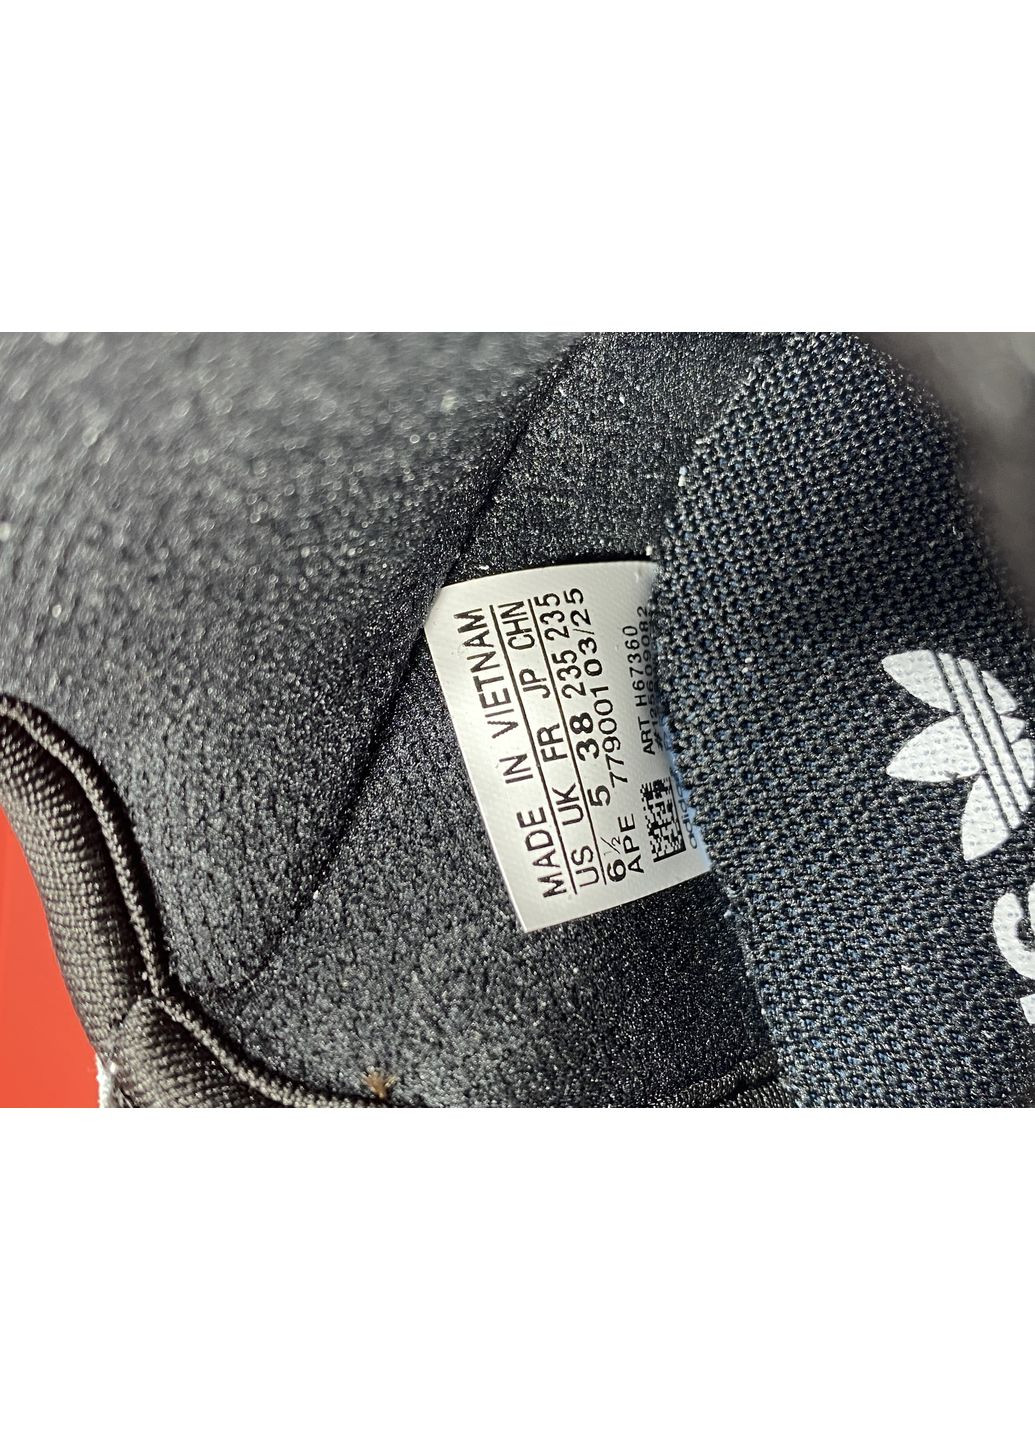 MADE IN VIETNAM
US UK FR JP CHN
6½ 5 38 235 235
APE 779001 03/25
ART H67360